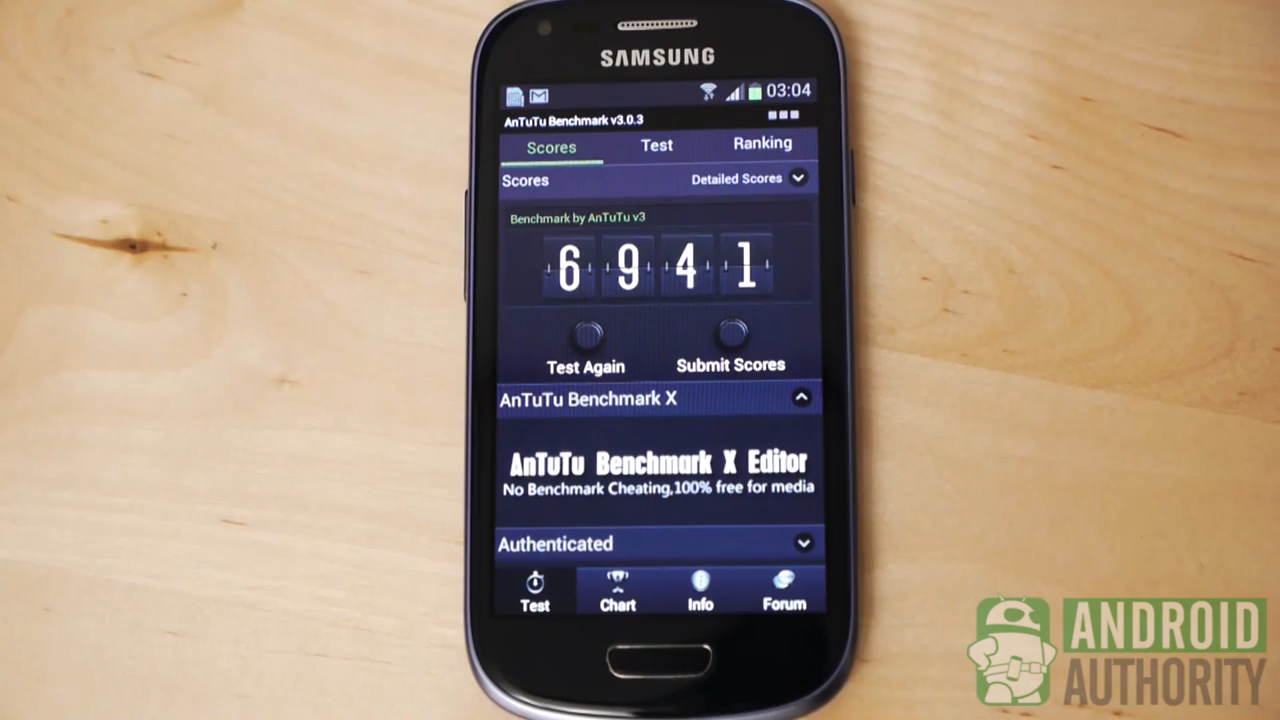 SAMSUNG
03:04
AnTuTu Benchmark v3.0.3
Scores Test Ranking
Scores Detailed Scores
Benchmark by AnTuTu v3
6941
Test Again Submit Scores
AnTuTu Benchmark X
AnTuTu Benchmark X Editor
No Benchmark Cheating,100% free for media
Authenticated
Test Chart Info Forum
ANDROID
AUTHORITY